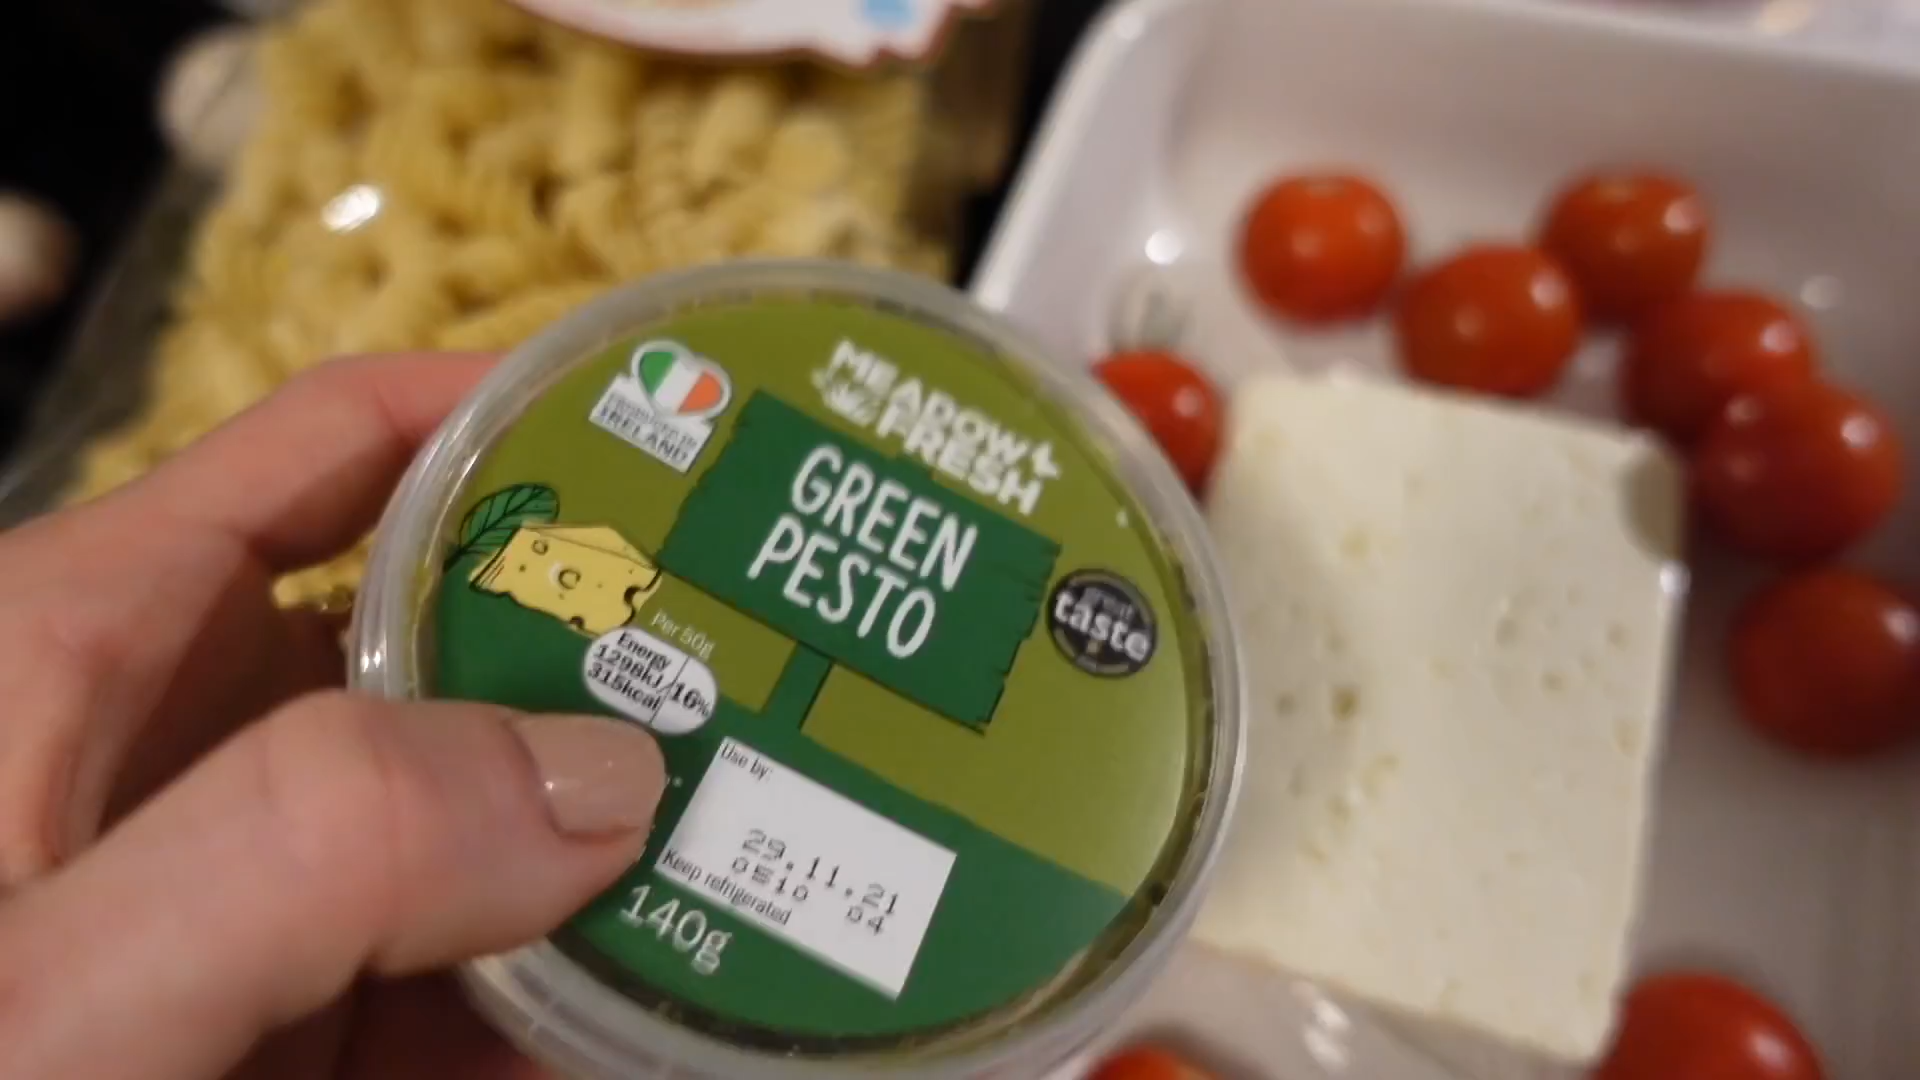 MEADOW
FRESH
GREEN
PESTO
IRELAND
great
taste
Per 50g
Energy
1298kJ
315kcal
16%
Use by:
29.11.21
0E10 04
Keep refrigerated
140g